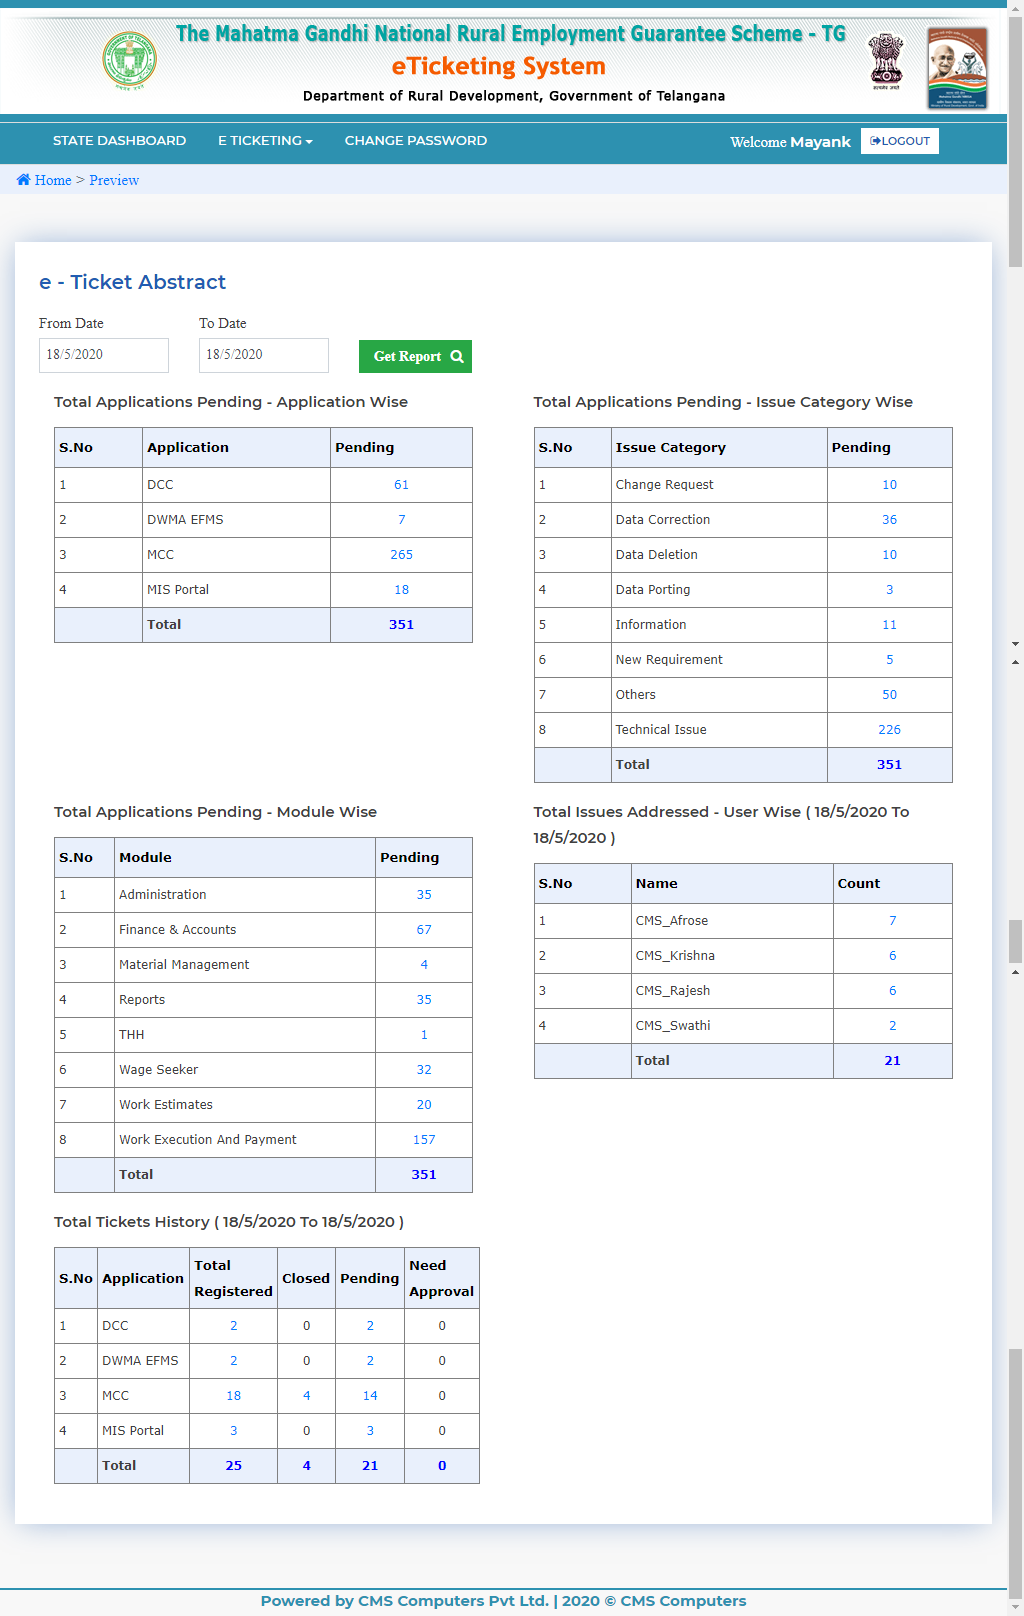 The Mahatma Gandhi National Rural Employment Guarantee Scheme - TG
eTicketing System
Department of Rural Development, Government of Telangana
सत्यमेव जयते
STATE DASHBOARD E TICKETING CHANGE PASSWORD Welcome Mayank LOGOUT
Home > Preview
e - Ticket Abstract
From Date To Date
18/5/2020 18/5/2020 Get Report
Total Applications Pending - Application Wise
S.No Application Pending
1 DCC 61
2 DWMA EFMS 7
3 MCC 265
4 MIS Portal 18
Total 351
Total Applications Pending - Issue Category Wise
S.No Issue Category Pending
1 Change Request 10
2 Data Correction 36
3 Data Deletion 10
4 Data Porting 3
5 Information 11
6 New Requirement 5
7 Others 50
8 Technical Issue 226
Total 351
Total Applications Pending - Module Wise
S.No Module Pending
1 Administration 35
2 Finance & Accounts 67
3 Material Management 4
4 Reports 35
5 THH 1
6 Wage Seeker 32
7 Work Estimates 20
8 Work Execution And Payment 157
Total 351
Total Issues Addressed - User Wise ( 18/5/2020 To
18/5/2020 )
S.No Name Count
1 CMS_Afrose 7
2 CMS_Krishna 6
3 CMS_Rajesh 6
4 CMS_Swathi 2
Total 21
Total Tickets History ( 18/5/2020 To 18/5/2020 )
S.No Application Total Registered Closed Pending Need Approval
1 DCC 2 0 2 0
2 DWMA EFMS 2 0 2 0
3 MCC 18 4 14 0
4 MIS Portal 3 0 3 0
Total 25 4 21 0
Powered by CMS Computers Pvt Ltd. | 2020 © CMS Computers